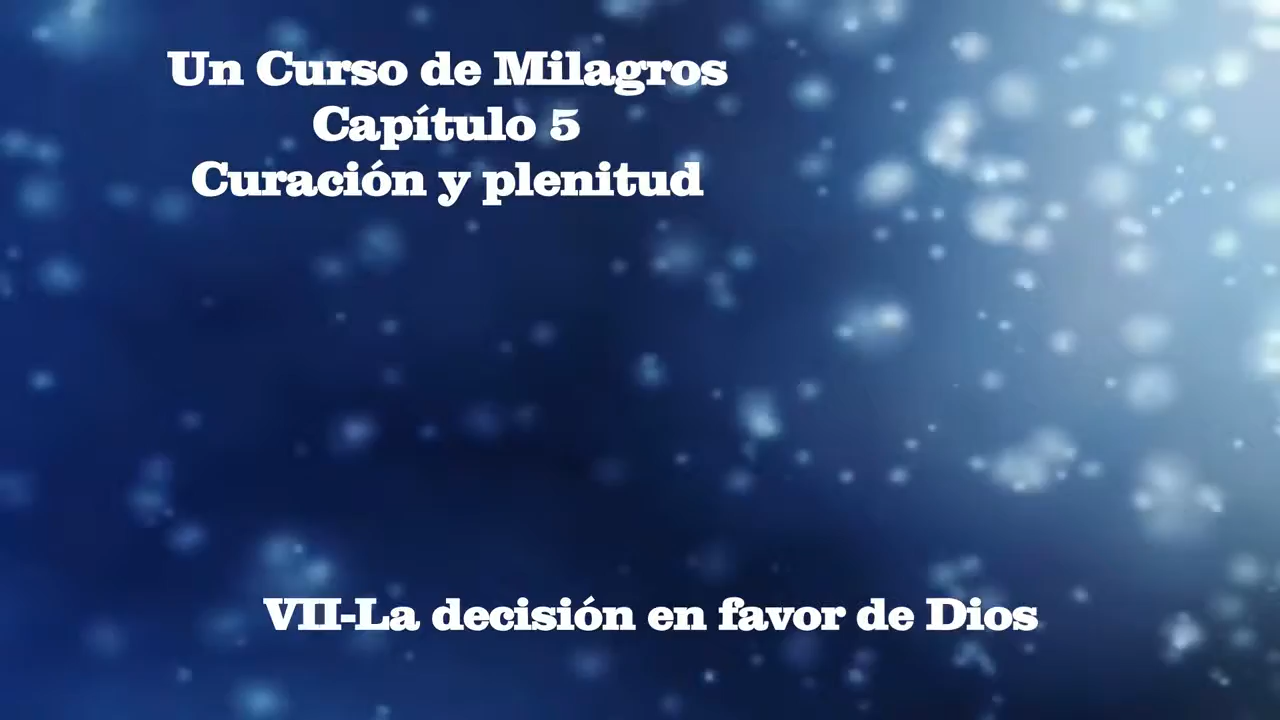 Un Curso de Milagros
Capítulo 5
Curación y plenitud
VII-La decisión en favor de Dios